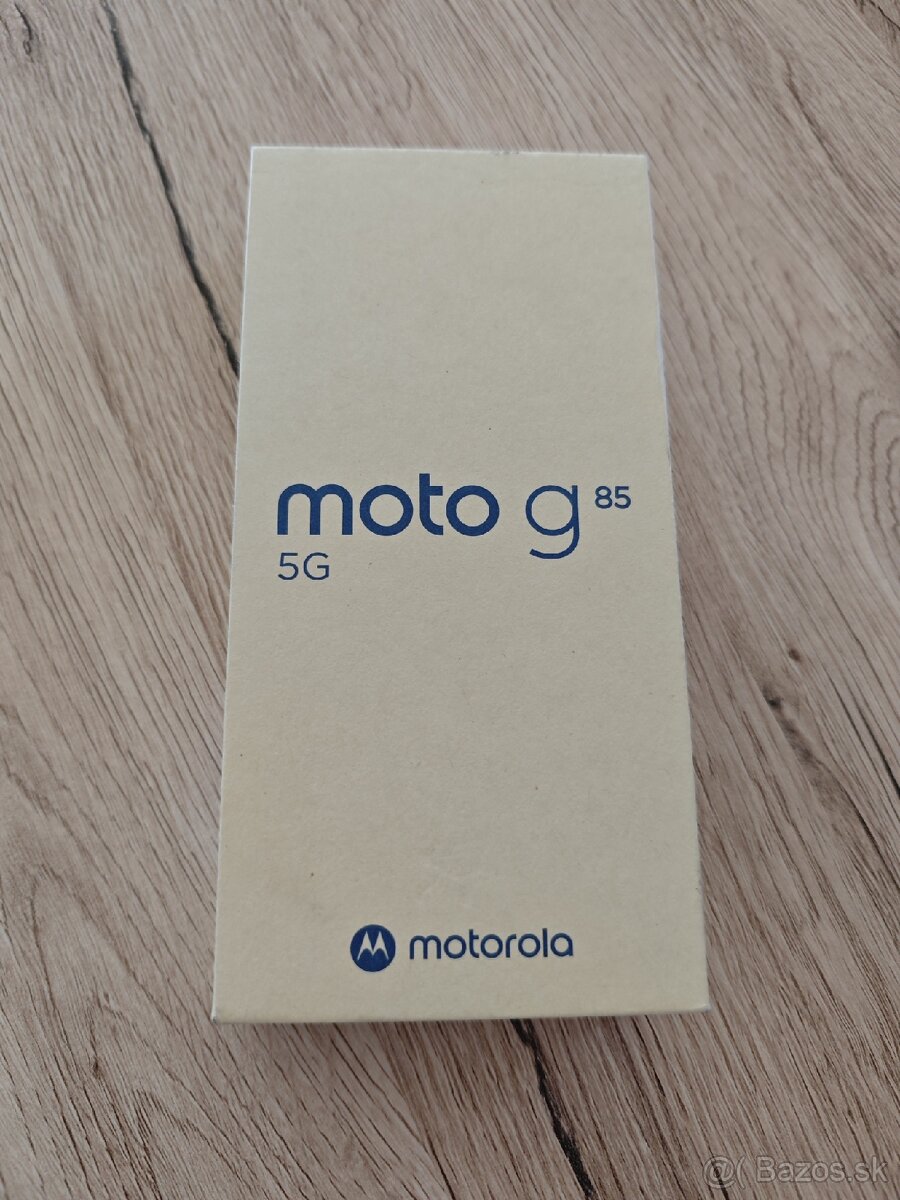 moto g 85
5G
motorola
@( Bazos.sk